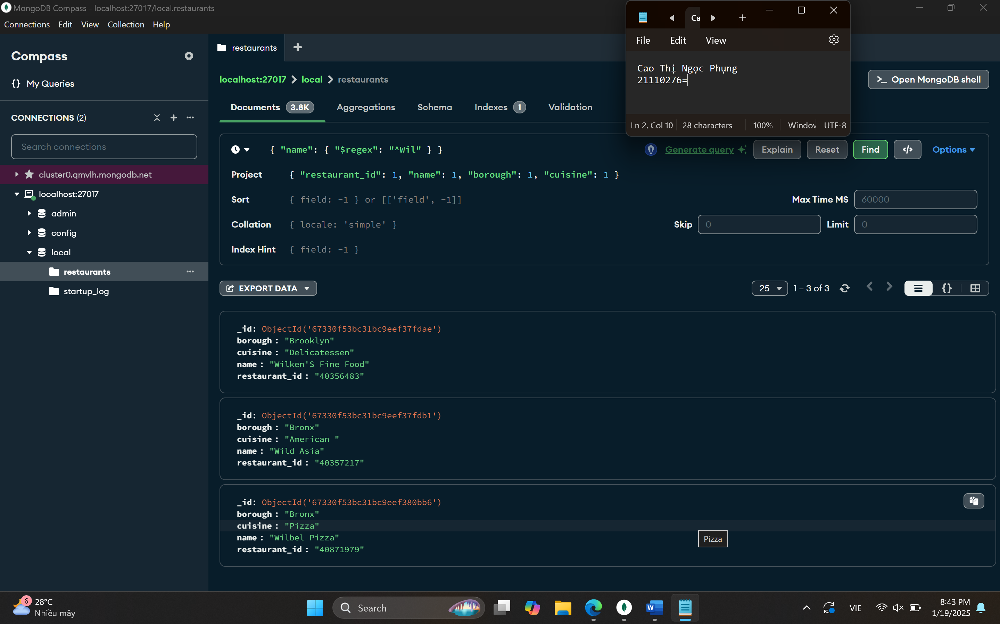 MongoDB Compass - localhost:27017/local.restaurants
Connections Edit View Collection Help
Ca
File Edit View
Cao Thị Ngọc Phụng
21110276=
Ln 2, Col 10 28 characters 100% Window UTF-8
Compass
My Queries
CONNECTIONS (2)
Search connections
cluster0.qmvlh.mongodb.net
localhost:27017
admin
config
local
restaurants
startup_log
restaurants
localhost:27017 > local > restaurants
>_ Open MongoDB shell
Documents 3.8K Aggregations Schema Indexes 1 Validation
{ "name": { "$regex": "^Wil" } }
Generate query Explain Reset Find </> Options
Project { "restaurant_id": 1, "name": 1, "borough": 1, "cuisine": 1 }
Sort { field: -1 } or [['field', -1]] Max Time MS 60000
Collation { locale: 'simple' } Skip 0 Limit 0
Index Hint { field: -1 }
EXPORT DATA 25 1 – 3 of 3 {}
_id: ObjectId('67330f53bc31bc9eef37fdae')
borough : "Brooklyn"
cuisine : "Delicatessen"
name : "Wilken'S Fine Food"
restaurant_id : "40356483"
_id: ObjectId('67330f53bc31bc9eef37fdb1')
borough : "Bronx"
cuisine : "American "
name : "Wild Asia"
restaurant_id : "40357217"
_id: ObjectId('67330f53bc31bc9eef380bb6')
borough : "Bronx"
cuisine : "Pizza"
name : "Wilbel Pizza"
restaurant_id : "40871979"
Pizza
6 28°C
Nhiều mây
Search
W
VIE
8:43 PM
1/19/2025